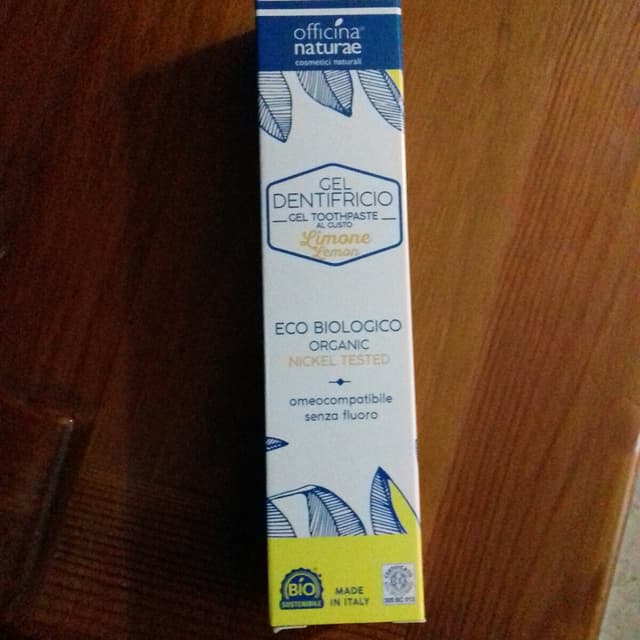 officina
naturae
cosmetici naturali
GEL
DENTIFRICIO
GEL TOOTHPASTE
AL GUSTO
Limone
Lemon
ECO BIOLOGICO
ORGANIC
NICKEL TESTED
omeocompatibile
senza fluoro
BIO
SOSTENIBILE
MADE
IN ITALY